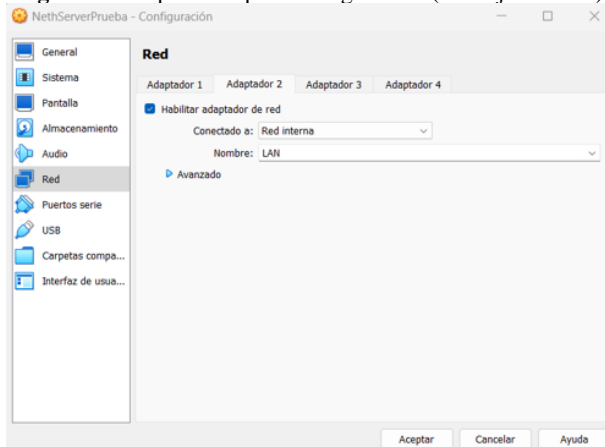 NethServerPrueba - Configuración
General
Sistema
Pantalla
Almacenamiento
Audio
Red
Puertos serie
USB
Carpetas compa...
Interfaz de usua...
Red
Adaptador 1 Adaptador 2 Adaptador 3 Adaptador 4
Habilitar adaptador de red
Conectado a: Red interna
Nombre: LAN
Avanzado
Aceptar Cancelar Ayuda